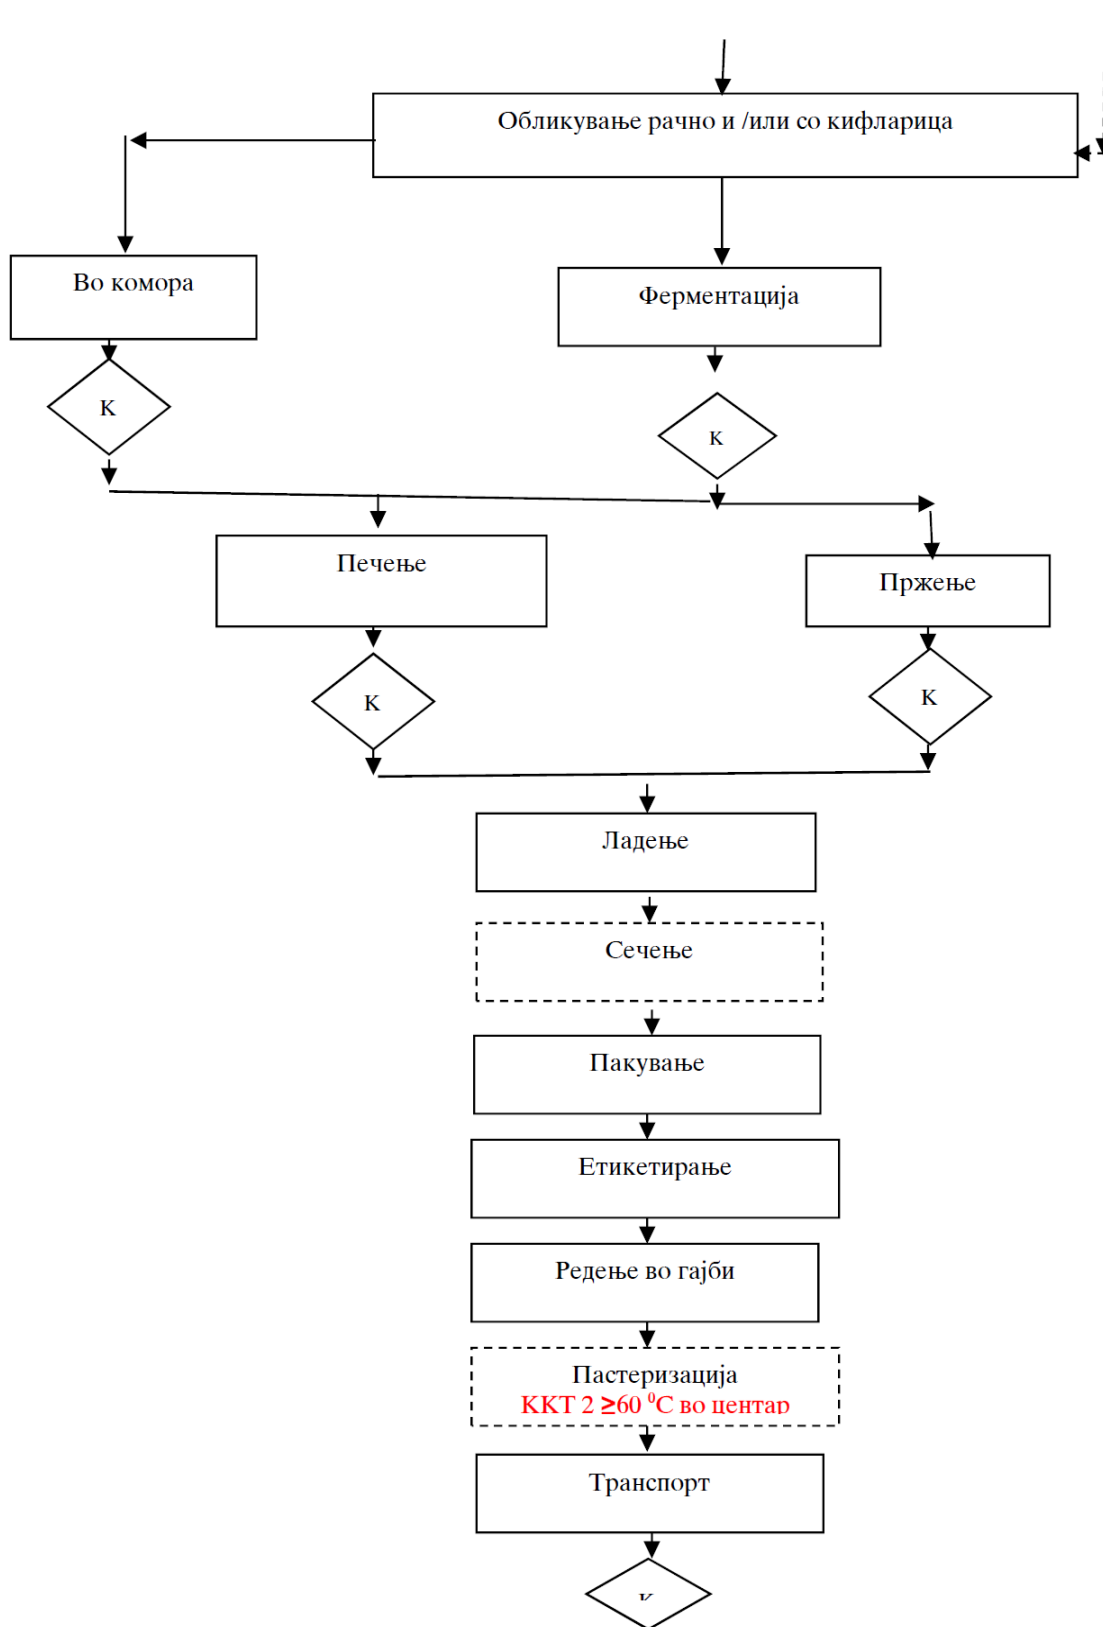 Обликување рачно и /или со кифларица
Во комора
Ферментација
К
К
Печење
Пржење
К
К
Ладење
Сечење
Пакување
Етикетирање
Редење во гајби
Пастеризација
ККТ 2 ≥60 ⁰С во центар
Транспорт
К